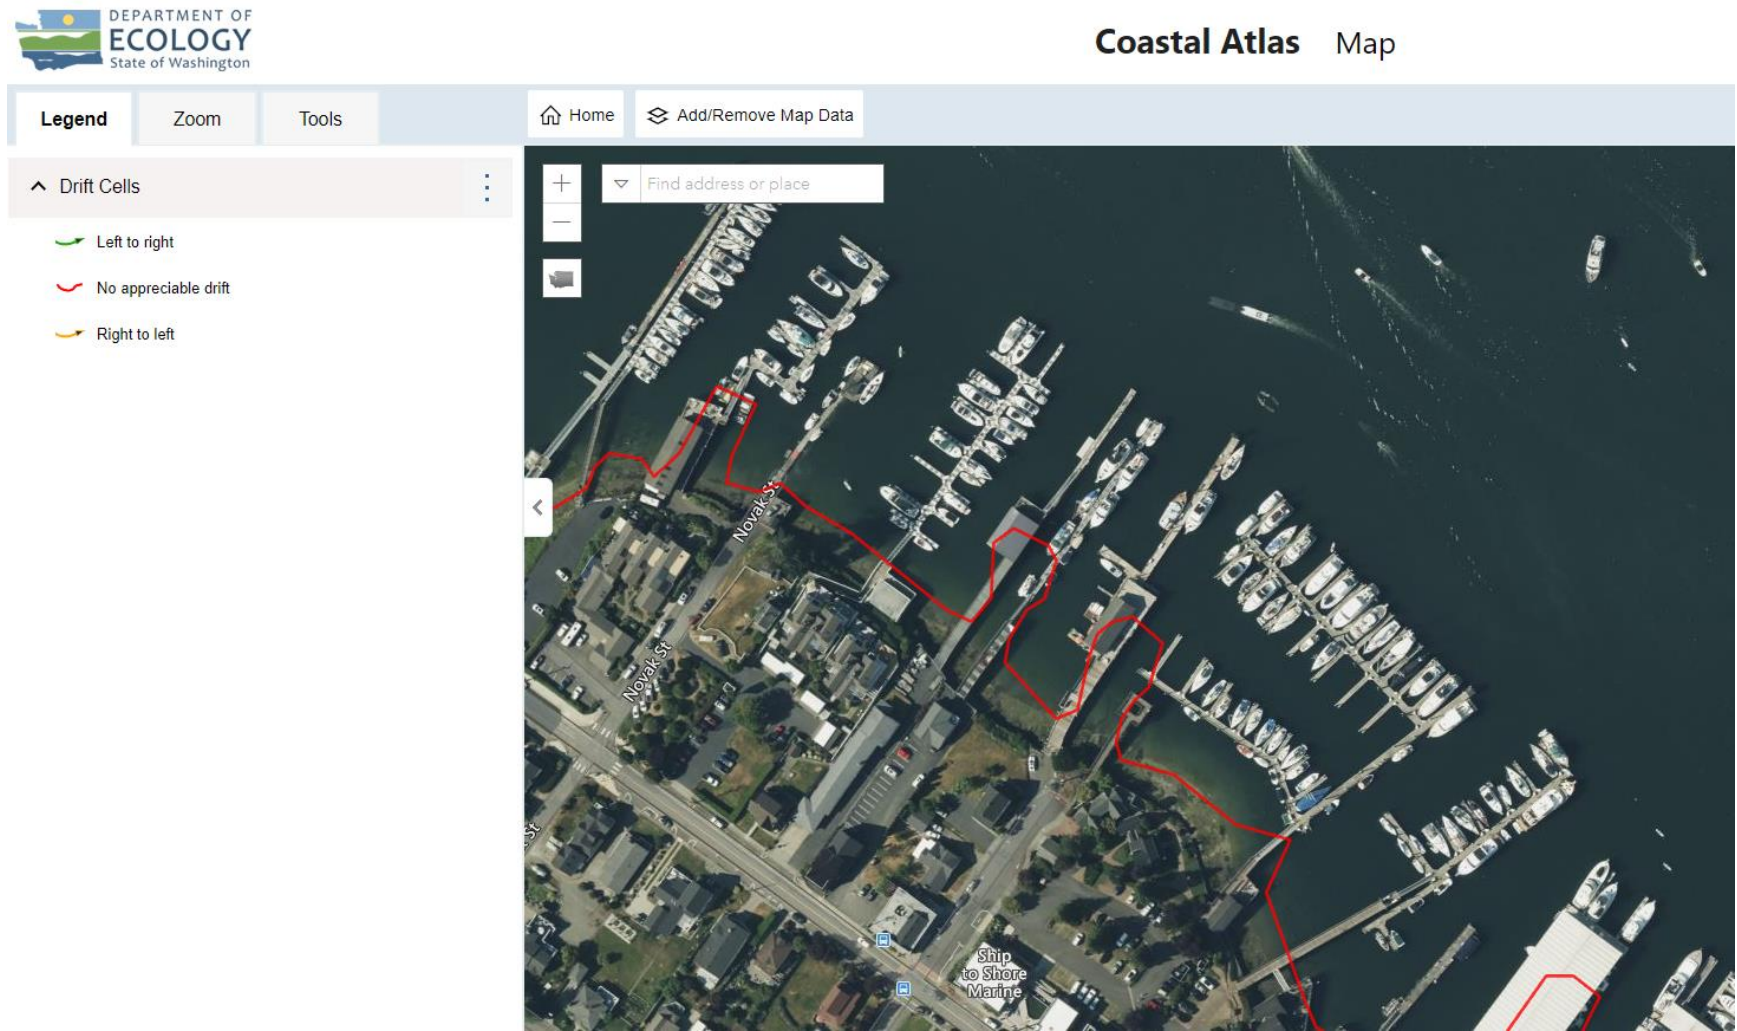 DEPARTMENT OF
ECOLOGY
State of Washington
Coastal Atlas Map
Legend
Zoom
Tools
Home
Add/Remove Map Data
Drift Cells
Left to right
No appreciable drift
Right to left
Find address or place
Novak St
Novak St
St
Ship
to Shore
Marine